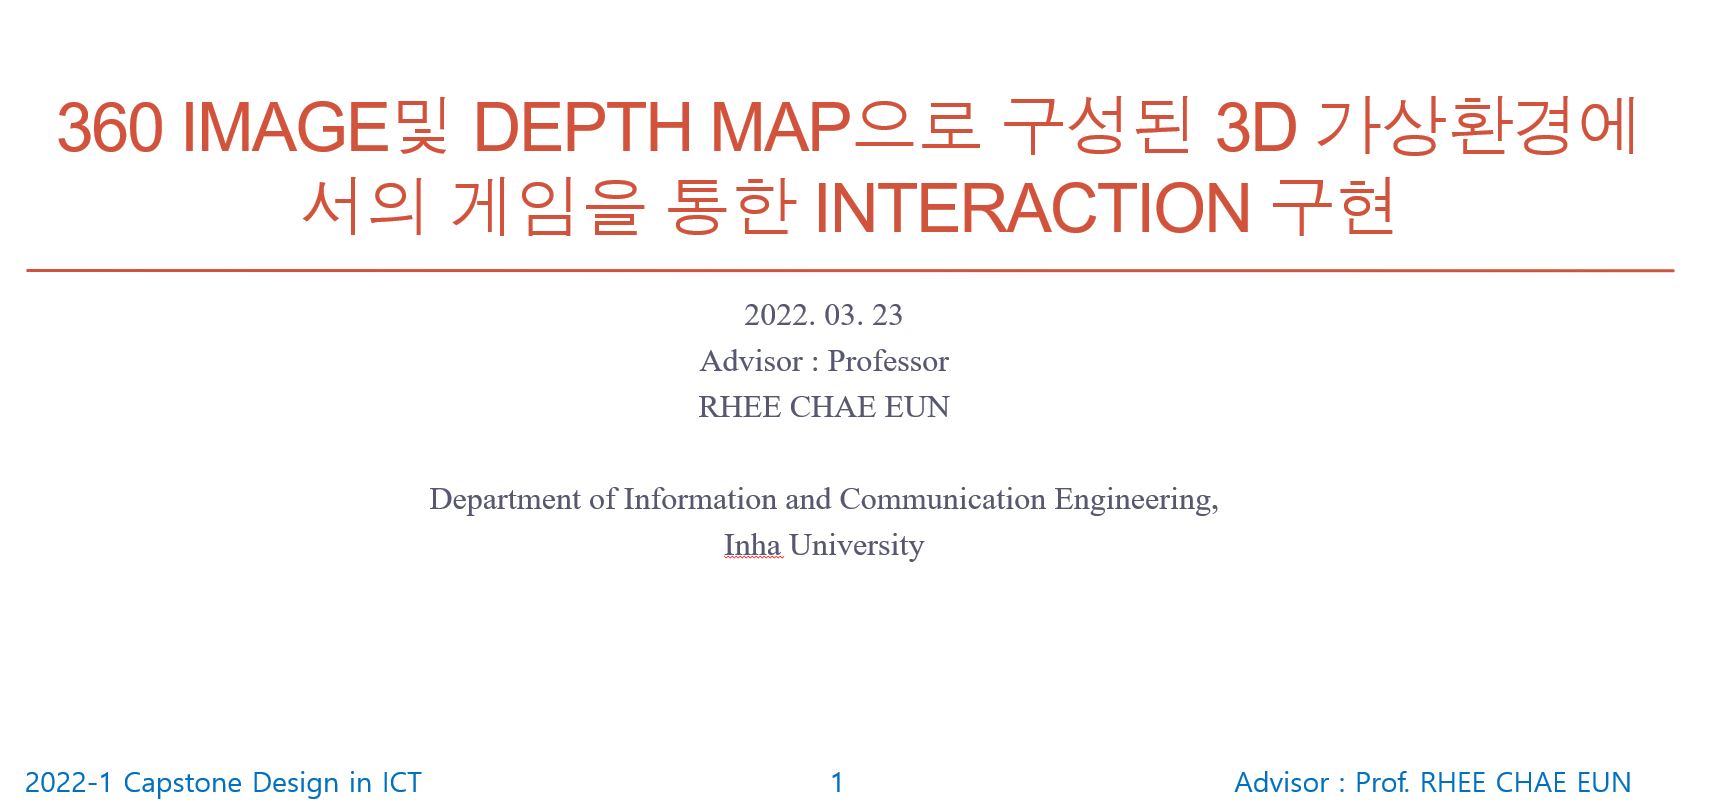 360 IMAGE및 DEPTH MAP으로 구성된 3D 가상환경에
서의 게임을 통한 INTERACTION 구현
2022. 03. 23
Advisor : Professor
RHEE CHAE EUN
Department of Information and Communication Engineering,
Inha University
2022-1 Capstone Design in ICT
1
Advisor : Prof. RHEE CHAE EUN